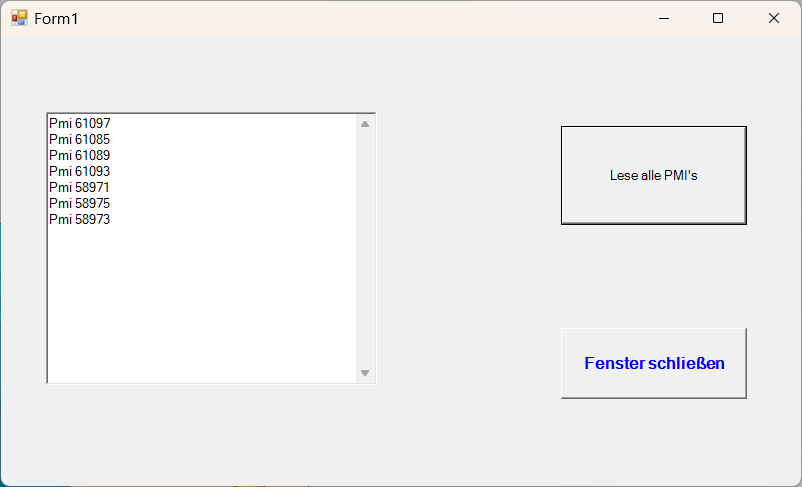 Form1
Pmi 61097
Pmi 61085
Pmi 61089
Pmi 61093
Pmi 58971
Pmi 58975
Pmi 58973
Lese alle PMI's
Fenster schließen